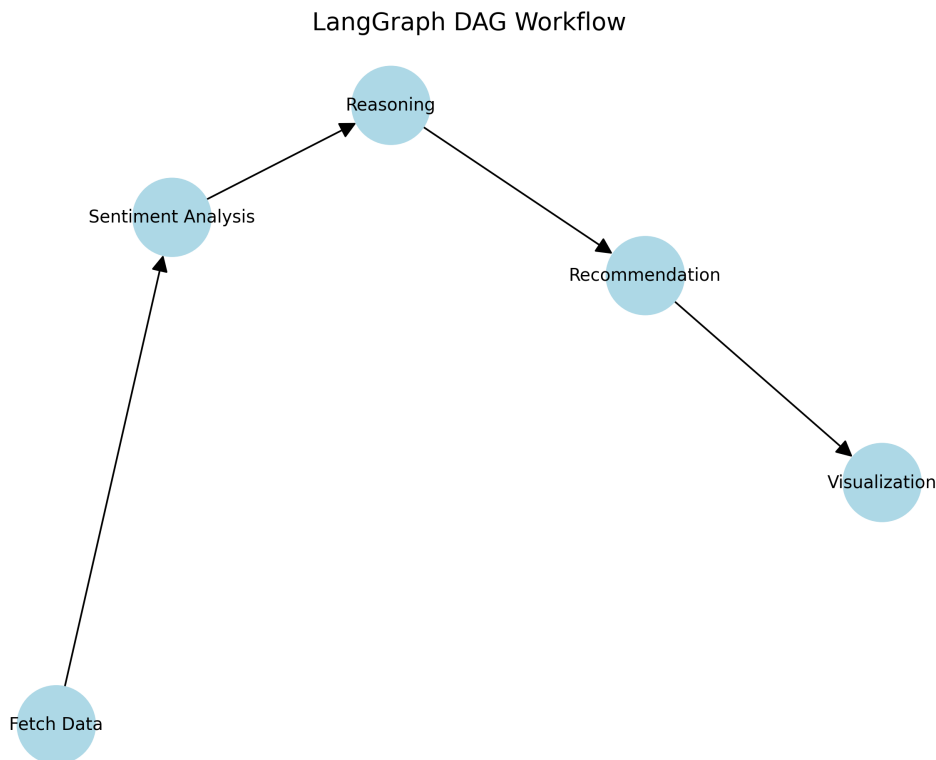 LangGraph DAG Workflow
Reasoning
Sentiment Analysis
Recommendation
Visualization
Fetch Data